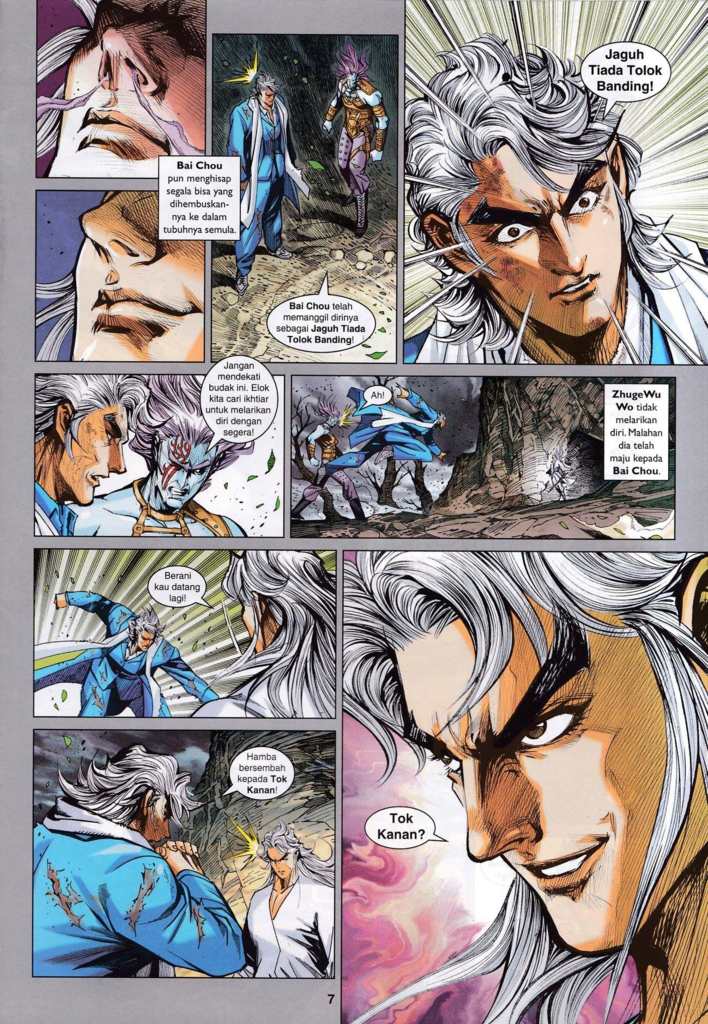 Bai Chou
pun menghisap
segala bisa yang
dihembuskan-
nya ke dalam
tubuhnya semula.
Bai Chou telah
memanggil dirinya
sebagai Jaguh Tiada
Tolok Banding!
Jaguh
Tiada Tolok
Banding!
Jangan
mendekati
budak ini. Elok
kita cari ikhtiar
untuk melarikan
diri dengan
segera!
Ah!
ZhugeWu
Wo tidak
melarikan
diri. Malahan
dia telah
maju kepada
Bai Chou.
Berani
kau datang
lagi!
Hamba
bersembah
kepada Tok
Kanan!
Tok
Kanan?
7